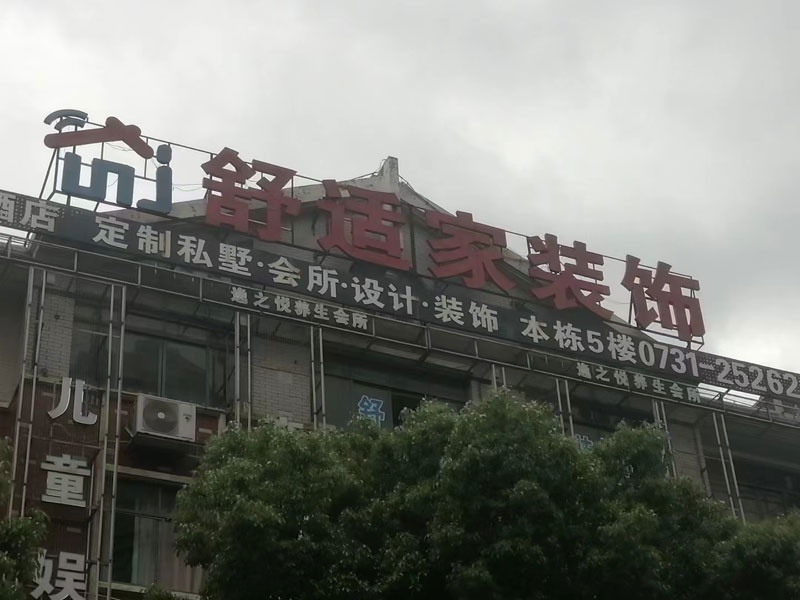 舒适家装饰
酒店 定制私墅·会所·设计·装饰 本栋5楼0731-25262
逸之悦养生会所
逸之悦养生会所
舒
儿童娱